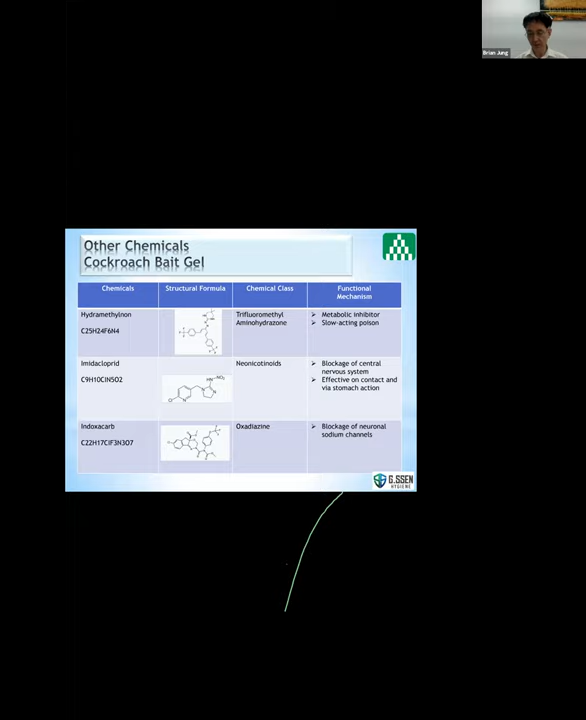 Brian Jung
Other Chemicals
Cockroach Bait Gel
Chemicals
Structural Formula
Chemical Class
Functional
Mechanism
Hydramethylnon
C25H24F6N4
Trifluoromethyl
Aminohydrazone
➢ Metabolic inhibitor
➢ Slow-acting poison
Imidacloprid
C9H10ClN5O2
Neonicotinoids
➢ Blockage of central
nervous system
➢ Effective on contact and
via stomach action
Indoxacarb
C22H17ClF3N3O7
Oxadiazine
➢ Blockage of neuronal
sodium channels
G.SSEN
HYGIENE